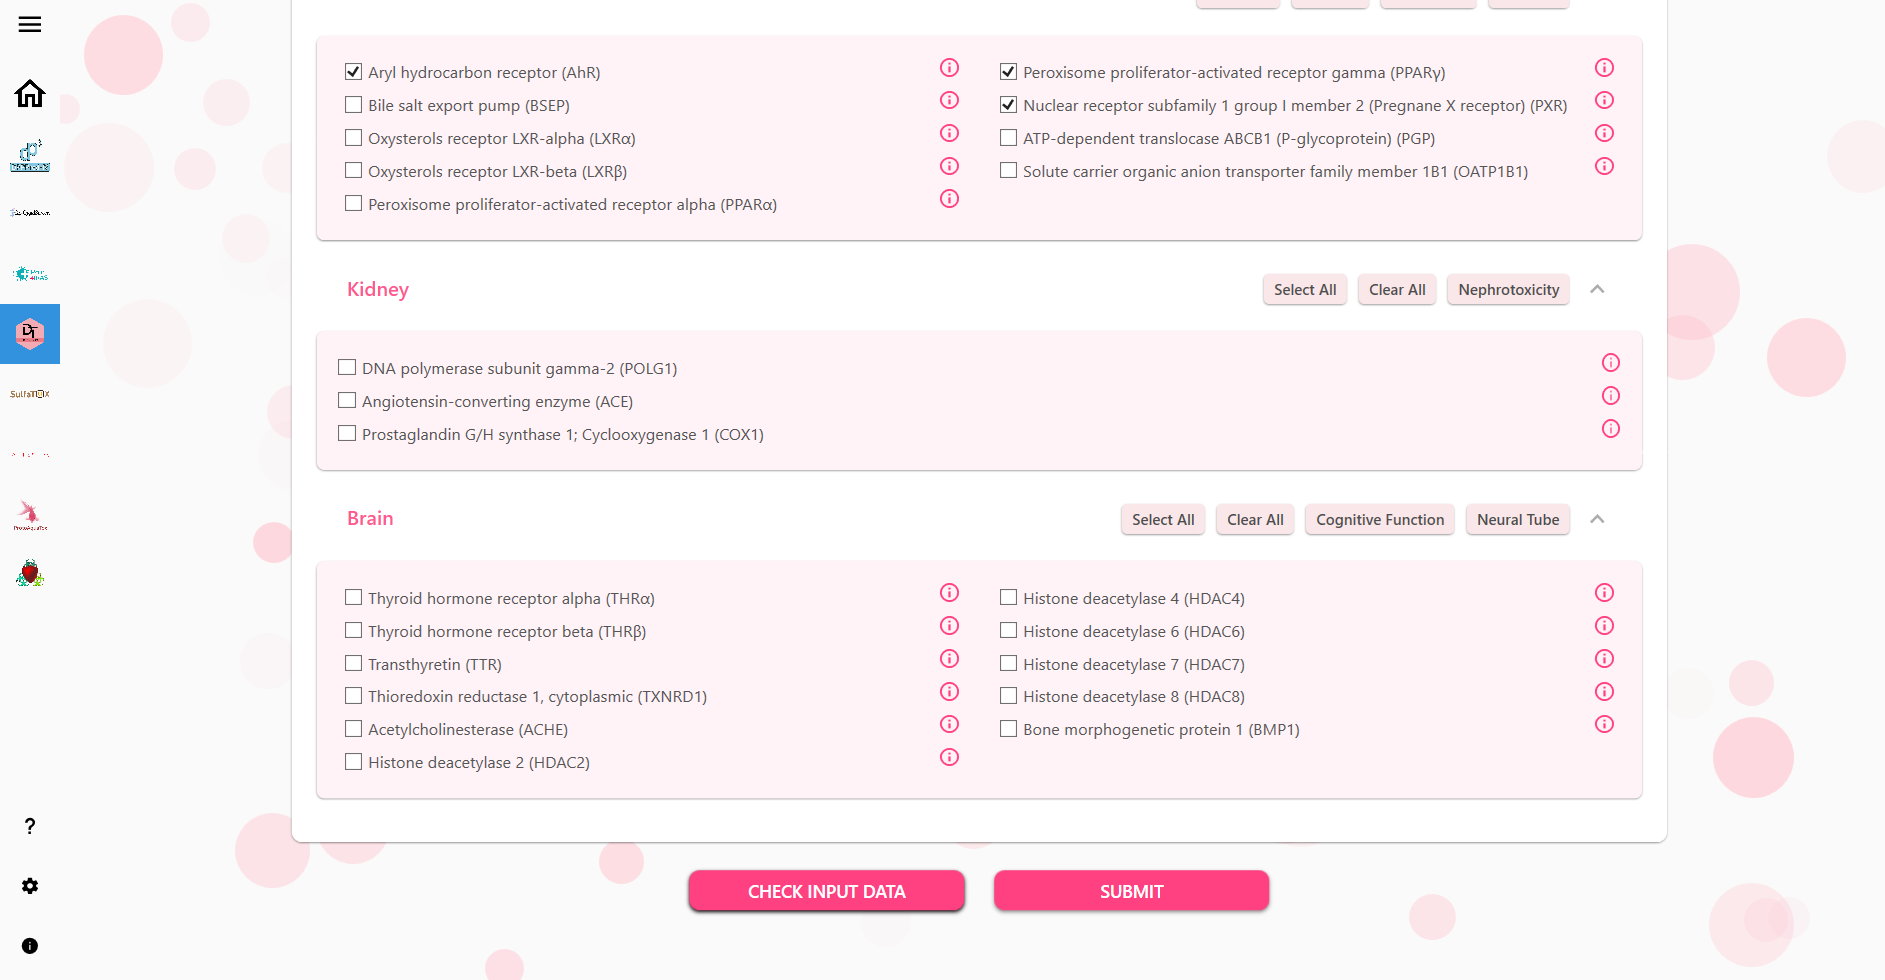 Aryl hydrocarbon receptor (AhR)
Bile salt export pump (BSEP)
Oxysterols receptor LXR-alpha (LXRα)
Oxysterols receptor LXR-beta (LXRβ)
Peroxisome proliferator-activated receptor alpha (PPARα)
Peroxisome proliferator-activated receptor gamma (PPARγ)
Nuclear receptor subfamily 1 group I member 2 (Pregnane X receptor) (PXR)
ATP-dependent translocase ABCB1 (P-glycoprotein) (PGP)
Solute carrier organic anion transporter family member 1B1 (OATP1B1)
Kidney
Select All
Clear All
Nephrotoxicity
DNA polymerase subunit gamma-2 (POLG1)
Angiotensin-converting enzyme (ACE)
Prostaglandin G/H synthase 1; Cyclooxygenase 1 (COX1)
Brain
Select All
Clear All
Cognitive Function
Neural Tube
Thyroid hormone receptor alpha (THRα)
Thyroid hormone receptor beta (THRβ)
Transthyretin (TTR)
Thioredoxin reductase 1, cytoplasmic (TXNRD1)
Acetylcholinesterase (ACHE)
Histone deacetylase 2 (HDAC2)
Histone deacetylase 4 (HDAC4)
Histone deacetylase 6 (HDAC6)
Histone deacetylase 7 (HDAC7)
Histone deacetylase 8 (HDAC8)
Bone morphogenetic protein 1 (BMP1)
CHECK INPUT DATA
SUBMIT
DT
SulfaTOX
ProtoAquaTox
?